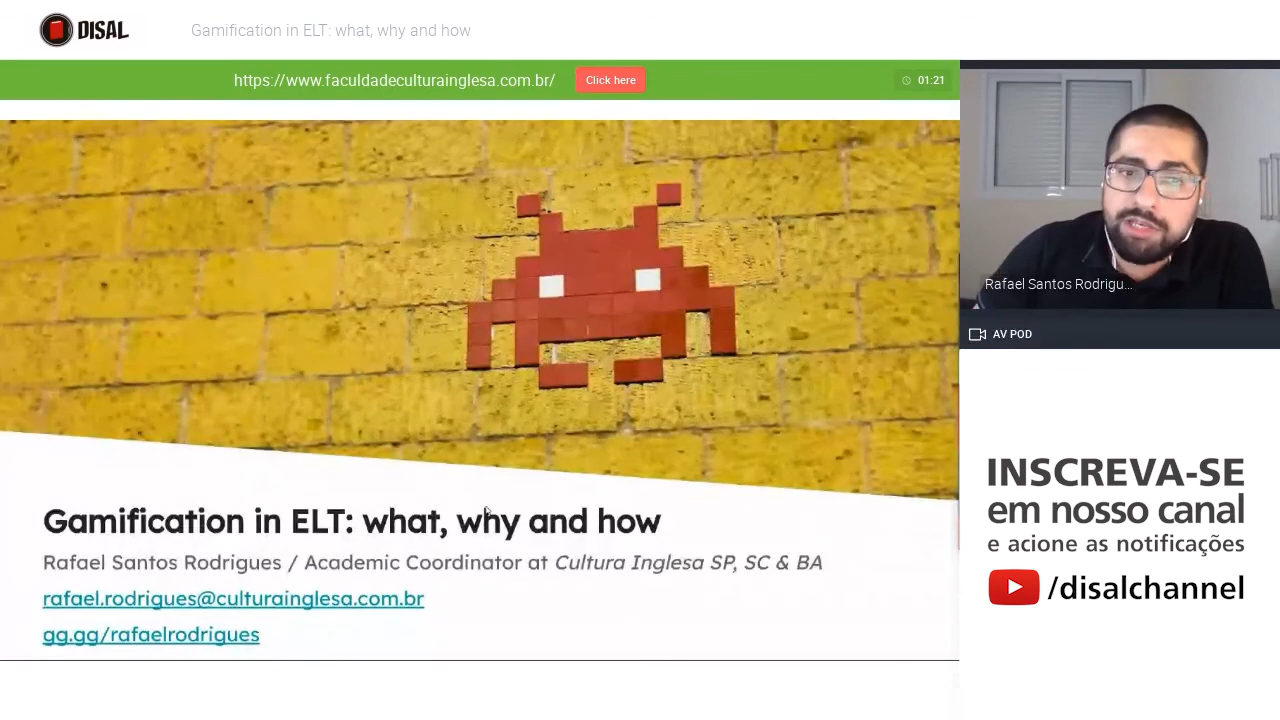 DISAL
Gamification in ELT: what, why and how
https://www.faculdadeculturainglesa.com.br/
Click here
01:21
Rafael Santos Rodrigu...
AV POD
Gamification in ELT: what, why and how
Rafael Santos Rodrigues / Academic Coordinator at Cultura Inglesa SP, SC & BA
rafael.rodrigues@culturainglesa.com.br
gg.gg/rafaelrodrigues
INSCREVA-SE
em nosso canal
e acione as notificações
/disalchannel